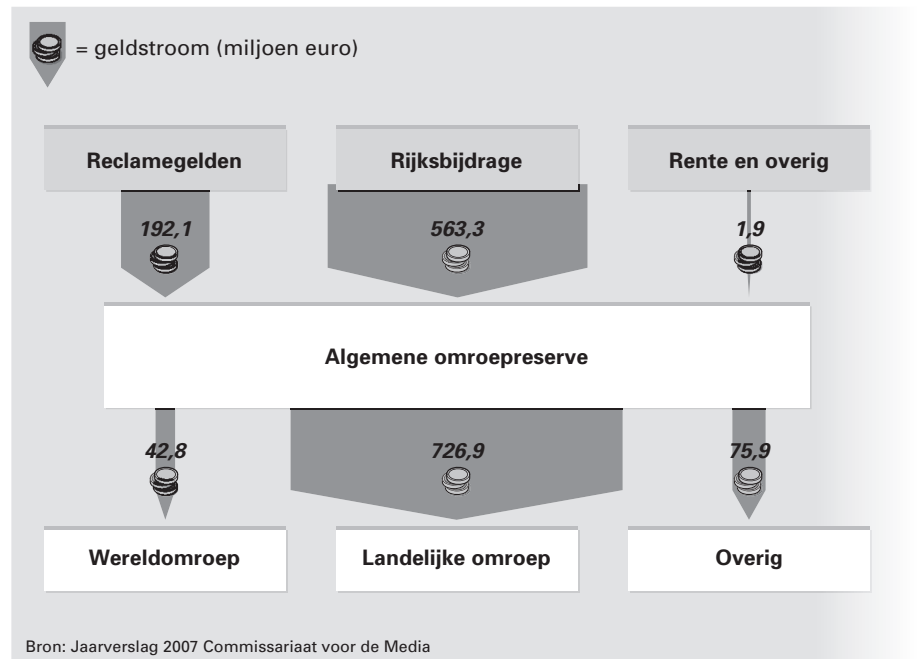 = geldstroom (miljoen euro)
Reclamegelden Rijksbijdrage Rente en overig
192,1 563,3 1,9
Algemene omroepreserve
42,8 726,9 75,9
Wereldomroep Landelijke omroep Overig
Bron: Jaarverslag 2007 Commissariaat voor de Media